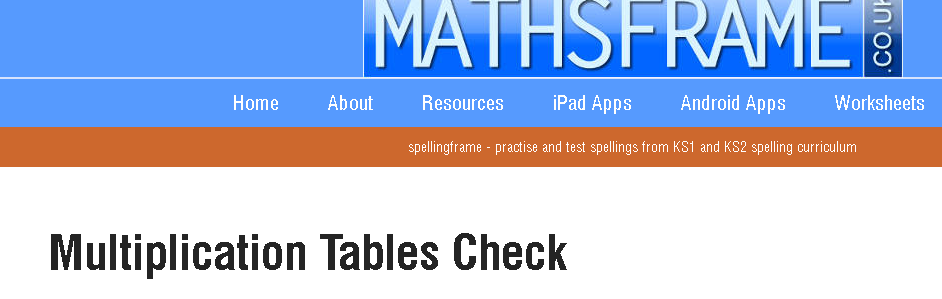 MATHSFRAME .CO.UK
Home About Resources iPad Apps Android Apps Worksheets
spellingframe - practise and test spellings from KS1 and KS2 spelling curriculum
Multiplication Tables Check